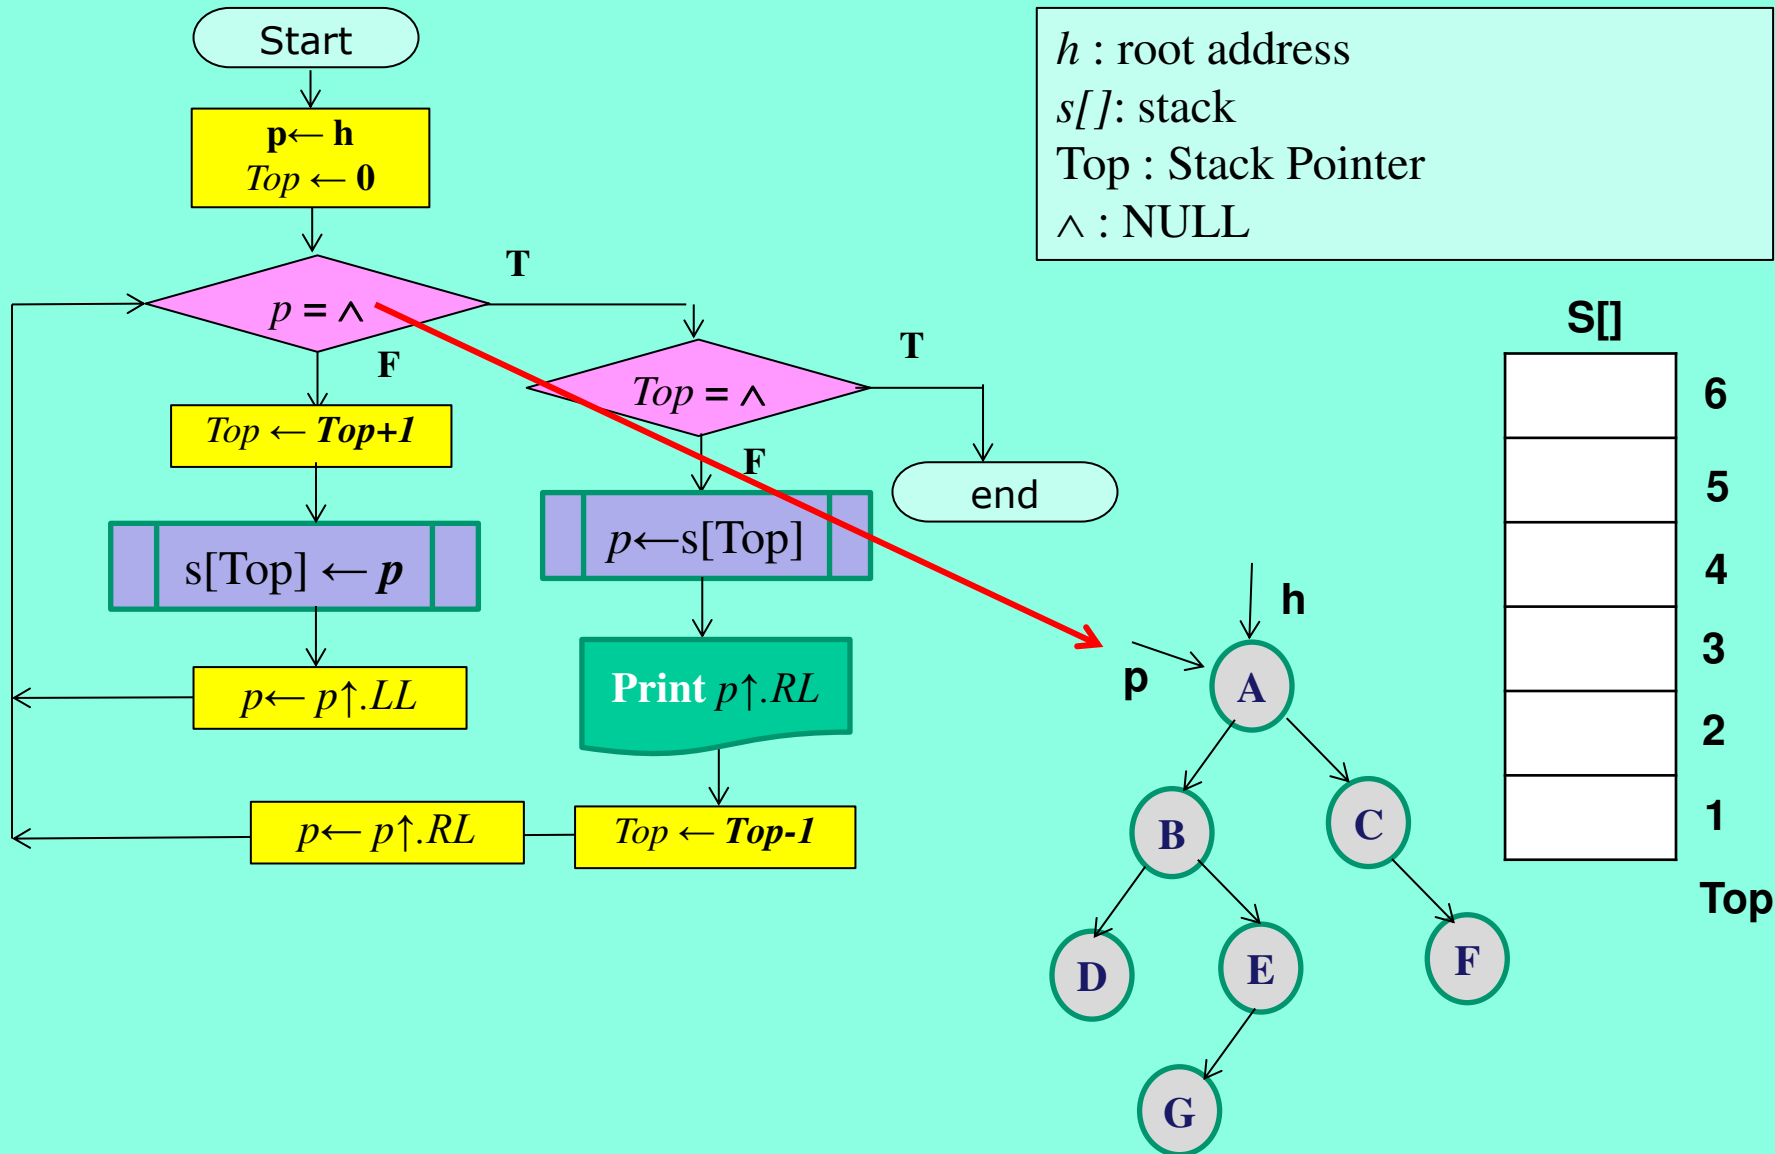 Start
p← h
Top ← 0
p = ∧
T
F
Top ← Top+1
s[Top] ← p
p← p↑.LL
p← p↑.RL
Top = ∧
T
F
end
p←s[Top]
Print p↑.RL
Top ← Top-1
h : root address
s[]: stack
Top : Stack Pointer
∧ : NULL
S[]
6
5
4
3
2
1
Top
h
p
A
B
C
D
E
F
G